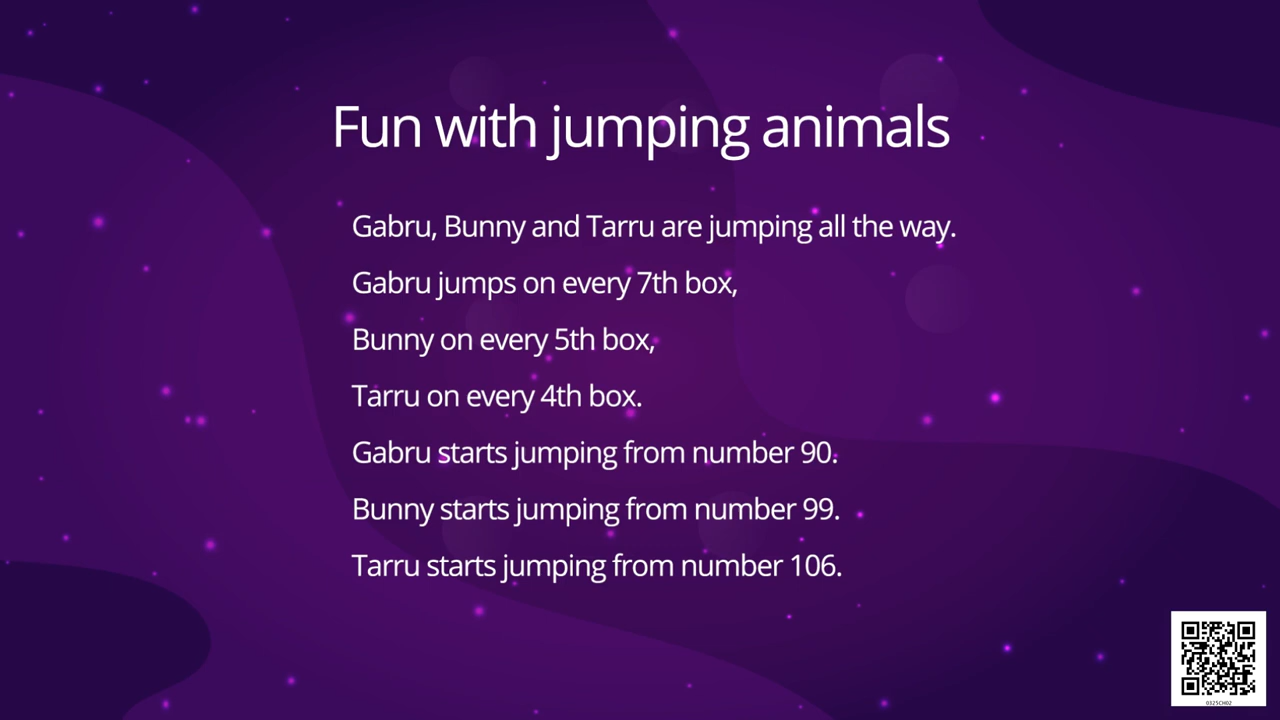 Fun with jumping animals
Gabru, Bunny and Tarru are jumping all the way.
Gabru jumps on every 7th box,
Bunny on every 5th box,
Tarru on every 4th box.
Gabru starts jumping from number 90.
Bunny starts jumping from number 99.
Tarru starts jumping from number 106.
0325CH02